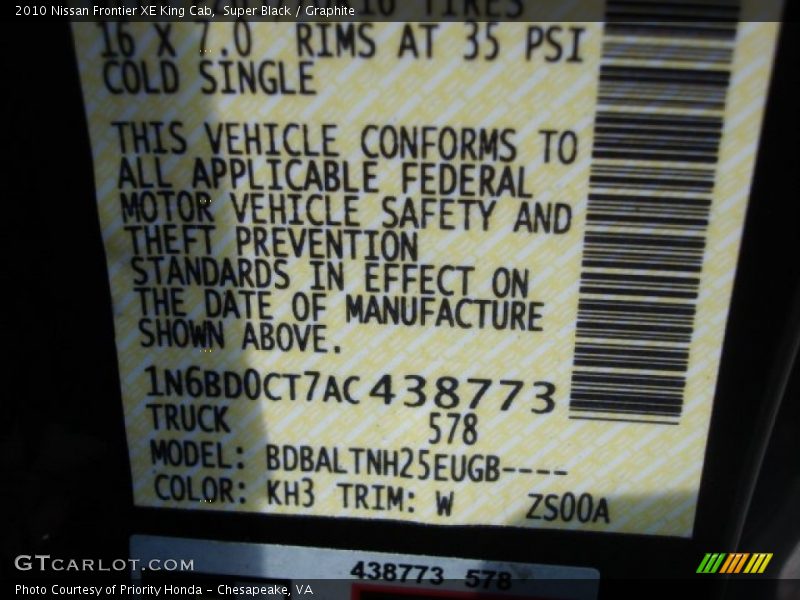 2010 Nissan Frontier XE King Cab,  Super Black / Graphite
TIRES
16 X 7.0 RIMS AT 35 PSI
COLD SINGLE
THIS VEHICLE CONFORMS TO
ALL APPLICABLE FEDERAL
MOTOR VEHICLE SAFETY AND
THEFT PREVENTION
STANDARDS IN EFFECT ON
THE DATE OF MANUFACTURE
SHOWN ABOVE.
1N6BD0CT7AC438773
TRUCK 578
MODEL: BDBALTNH25EUGB----
COLOR: KH3 TRIM: W ZS00A
438773 578
GTCARLOT.COM
Photo Courtesy of Priority Honda - Chesapeake, VA